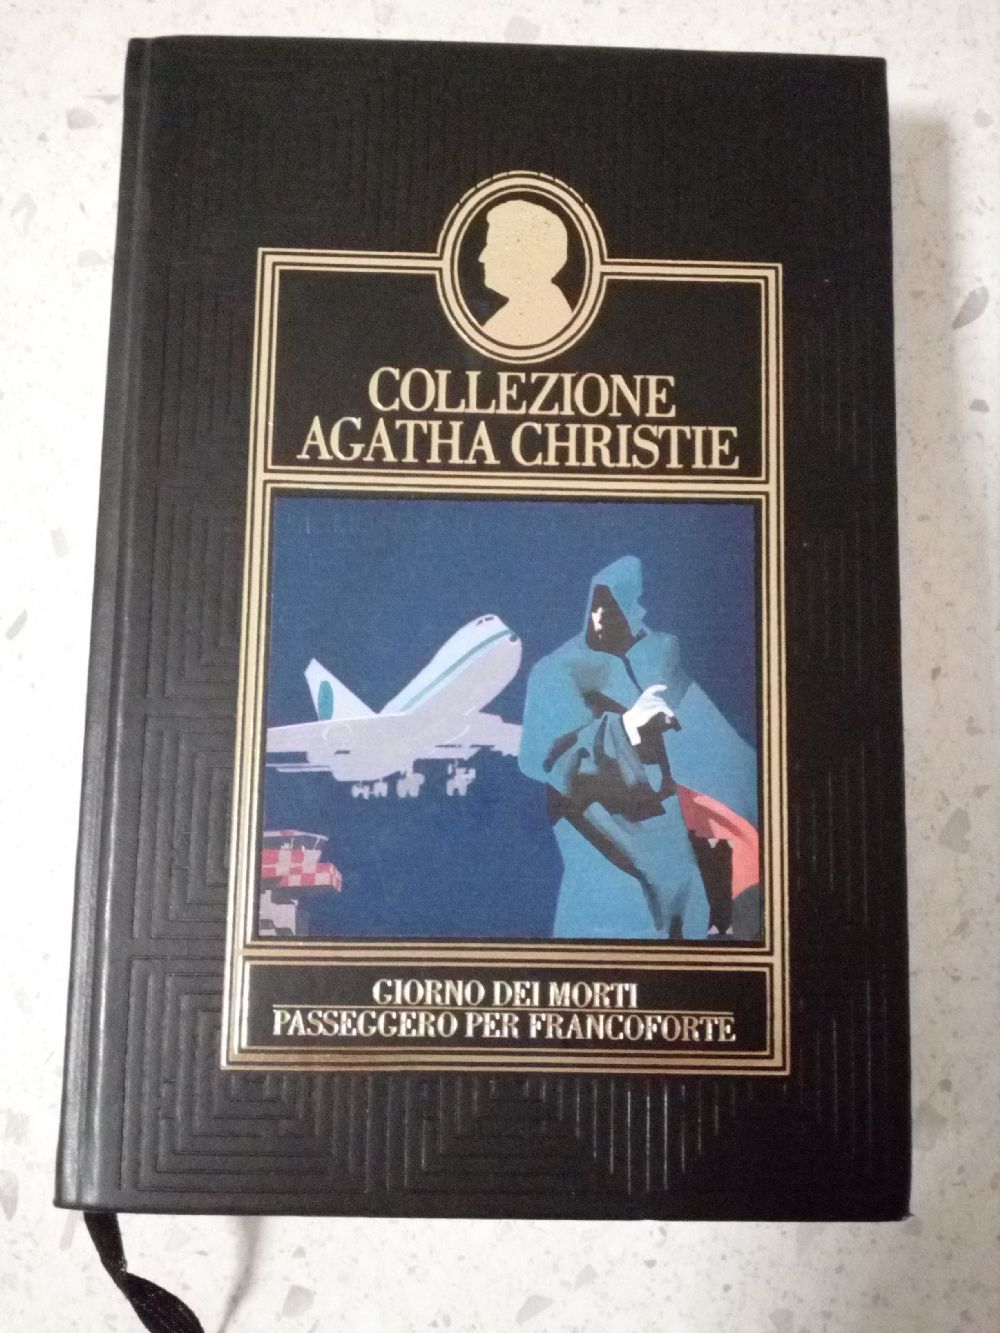 COLLEZIONE
AGATHA CHRISTIE
GIORNO DEI MORTI
PASSEGGERO PER FRANCOFORTE